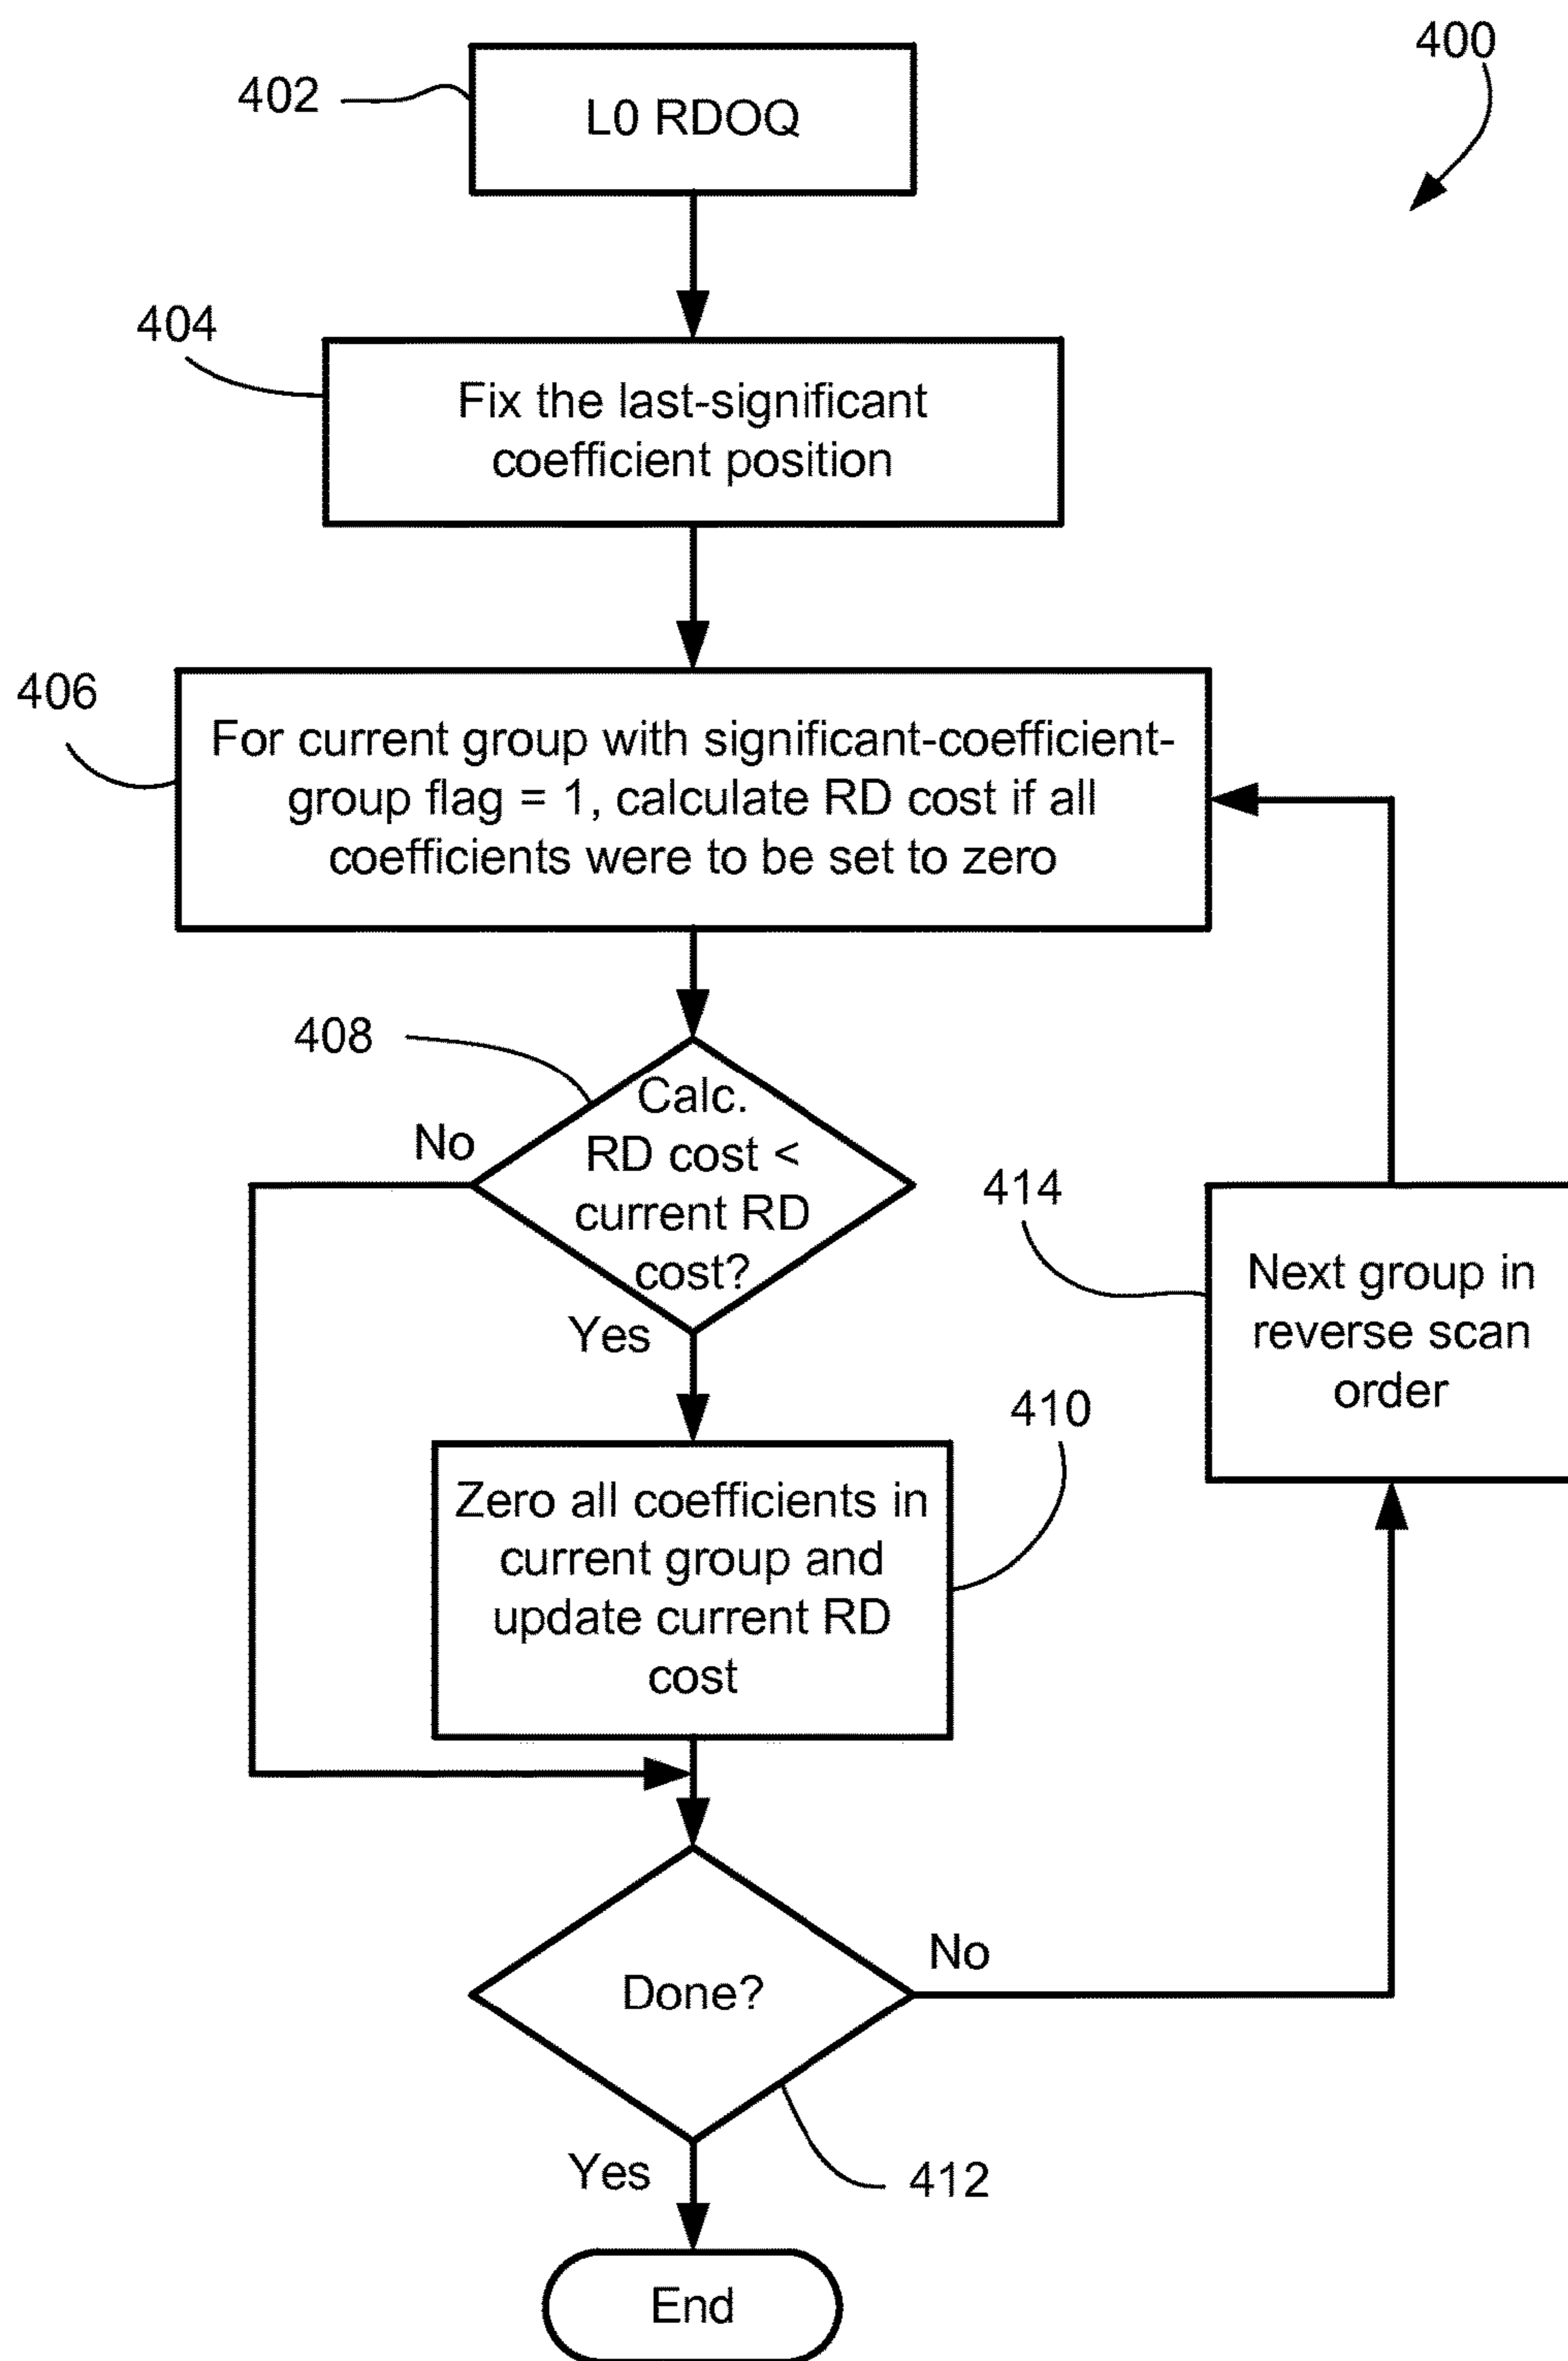 400
402
L0 RDOQ
404
Fix the last-significant
coefficient position
406
For current group with significant-coefficient-
group flag = 1, calculate RD cost if all
coefficients were to be set to zero
408
Calc.
RD cost <
current RD
cost?
No
Yes
414
Next group in
reverse scan
order
410
Zero all coefficients in
current group and
update current RD
cost
Done?
No
412
Yes
End